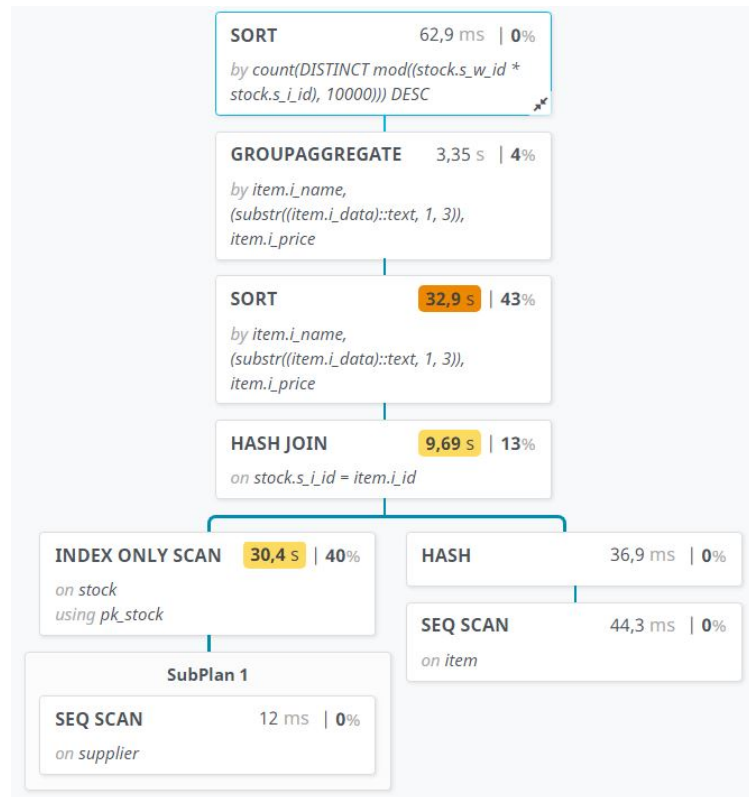 SORT 62,9 ms | 0%
by count(DISTINCT mod((stock.s_w_id *
stock.s_i_id), 10000))) DESC
GROUPAGGREGATE 3,35 s | 4%
by item.i_name,
(substr((item.i_data)::text, 1, 3)),
item.i_price
SORT 32,9 s | 43%
by item.i_name,
(substr((item.i_data)::text, 1, 3)),
item.i_price
HASH JOIN 9,69 s | 13%
on stock.s_i_id = item.i_id
INDEX ONLY SCAN 30,4 s | 40%
on stock
using pk_stock
HASH 36,9 ms | 0%
SEQ SCAN 44,3 ms | 0%
on item
SubPlan 1
SEQ SCAN 12 ms | 0%
on supplier